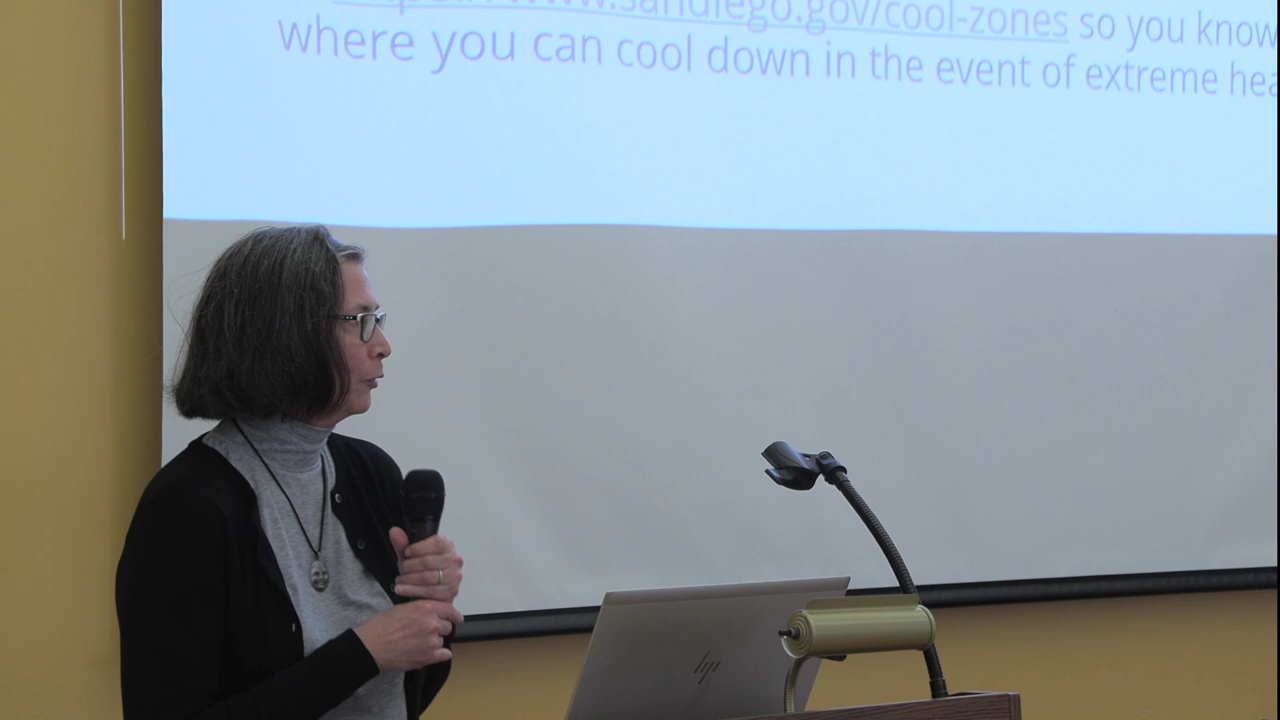 www.sandiego.gov/cool-zones so you know
where you can cool down in the event of extreme hea
hp